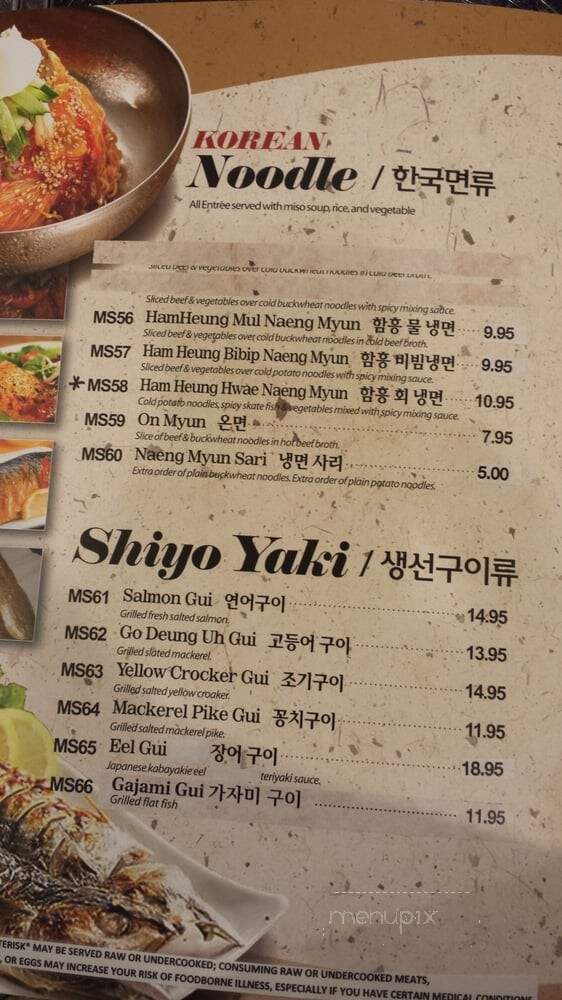 KOREAN
Noodle / 한국면류
All Entrée served with miso soup, rice, and vegetable
Sliced beef & vegetables over cold buckwheat noodles in cold beef broth.
Sliced beef & vegetables over cold buckwheat noodles with spicy mixing sauce.
MS56 HamHeung Mul Naeng Myun 함흥 물 냉면 9.95
Sliced beef & vegetables over cold buckwheat noodles in cold beef broth.
MS57 Ham Heung Bibip Naeng Myun 함흥 비빔냉면 9.95
Sliced beef & vegetables over cold potato noodles with spicy mixing sauce.
* MS58 Ham Heung Hwae Naeng Myun 함흥 회 냉면 10.95
Cold potato noodles, spicy skate fish & vegetables mixed with spicy mixing sauce.
MS59 On Myun 온면 7.95
Slice of beef & buckwheat noodles in hot beef broth.
MS60 Naeng Myun Sari 냉면 사리 5.00
Extra order of plain buckwheat noodles. Extra order of plain potato noodles.
Shiyo Yaki / 생선구이류
MS61 Salmon Gui 연어구이 14.95
Grilled fresh salted salmon.
MS62 Go Deung Uh Gui 고등어 구이 13.95
Grilled slated mackerel.
MS63 Yellow Crocker Gui 조기구이 14.95
Grilled salted yellow croaker.
MS64 Mackerel Pike Gui 꽁치구이 11.95
Grilled salted mackerel pike.
MS65 Eel Gui 장어 구이 18.95
Japanese kabayakie eel teriyaki sauce.
MS66 Gajami Gui 가자미 구이 11.95
Grilled flat fish
menupix
TERISK* MAY BE SERVED RAW OR UNDERCOOKED; CONSUMING RAW OR UNDERCOOKED MEATS,
, OR EGGS MAY INCREASE YOUR RISK OF FOODBORNE ILLNESS, ESPECIALLY IF YOU HAVE CERTAIN MEDICAL CONDITIONS